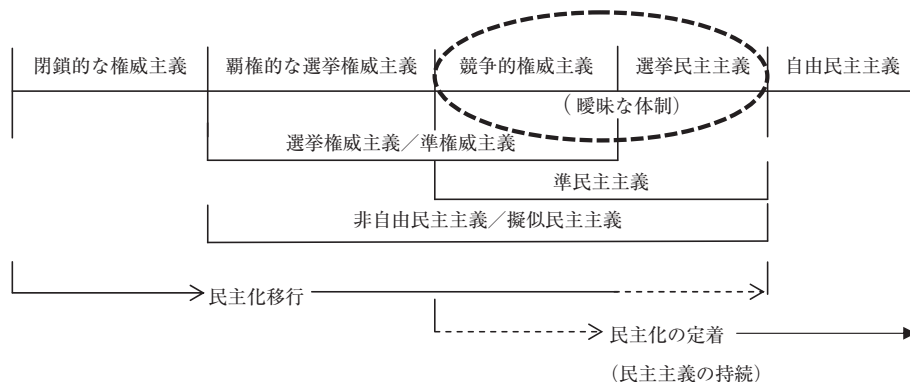 閉鎖的な権威主義 覇権的な選挙権威主義 競争的権威主義 選挙民主主義 自由民主主義
（曖昧な体制）
選挙権威主義／準権威主義
準民主主義
非自由民主主義／擬似民主主義
民主化移行
民主化の定着
（民主主義の持続）